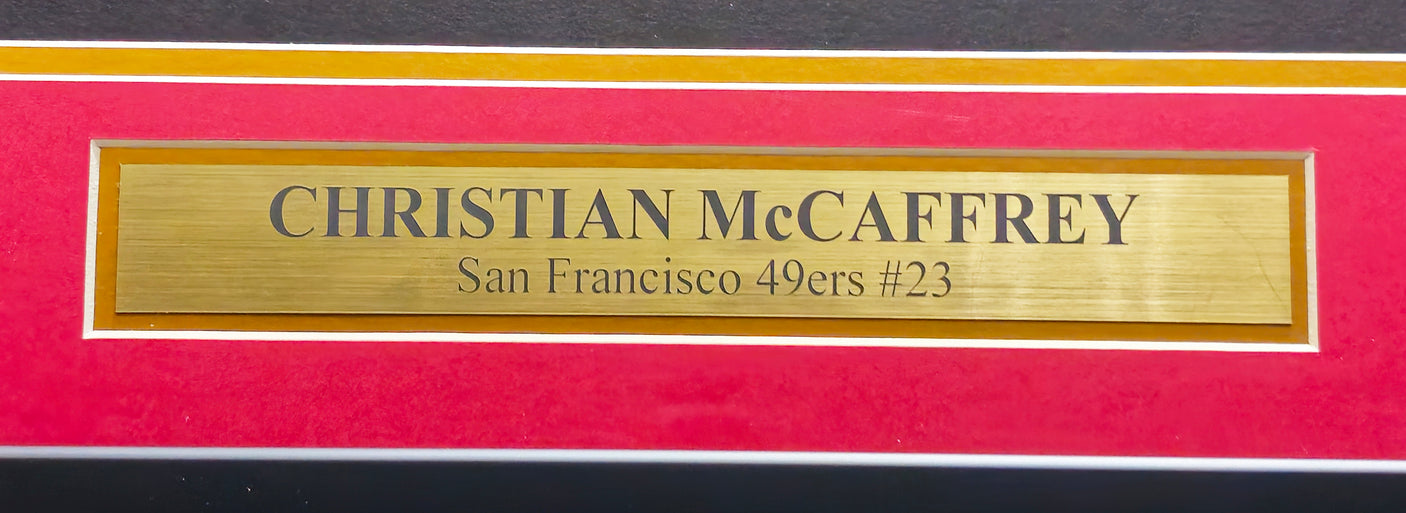 CHRISTIAN McCAFFREY
San Francisco 49ers #23